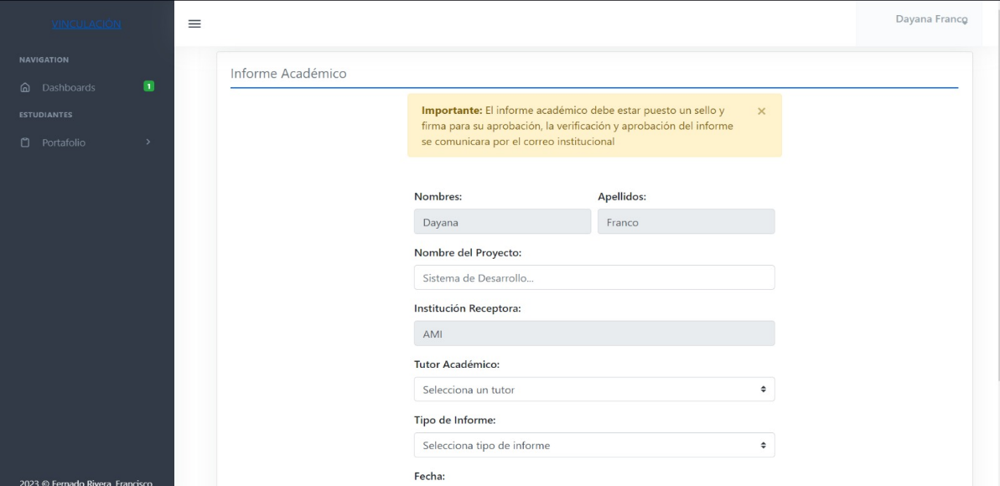 VINCULACIÓN
Dayana Franco
NAVIGATION
Dashboards
1
ESTUDIANTES
Portafolio
Informe Académico
Importante: El informe académico debe estar puesto un sello y
firma para su aprobación, la verificación y aprobación del informe
se comunicara por el correo institucional
×
Nombres:
Apellidos:
Dayana
Franco
Nombre del Proyecto:
Sistema de Desarrollo...
Institución Receptora:
AMI
Tutor Académico:
Selecciona un tutor
Tipo de Informe:
Selecciona tipo de informe
Fecha:
2023 © Fernado Rivera, Francisco